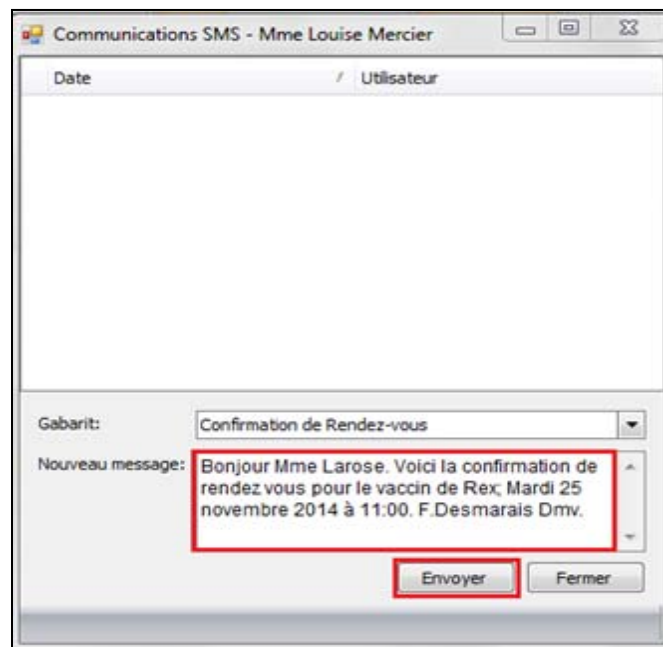 Communications SMS - Mme Louise Mercier
Date / Utilisateur
Gabarit: Confirmation de Rendez-vous
Nouveau message: Bonjour Mme Larose. Voici la confirmation de
rendez vous pour le vaccin de Rex; Mardi 25
novembre 2014 à 11:00. F.Desmarais Dmv.
Envoyer Fermer